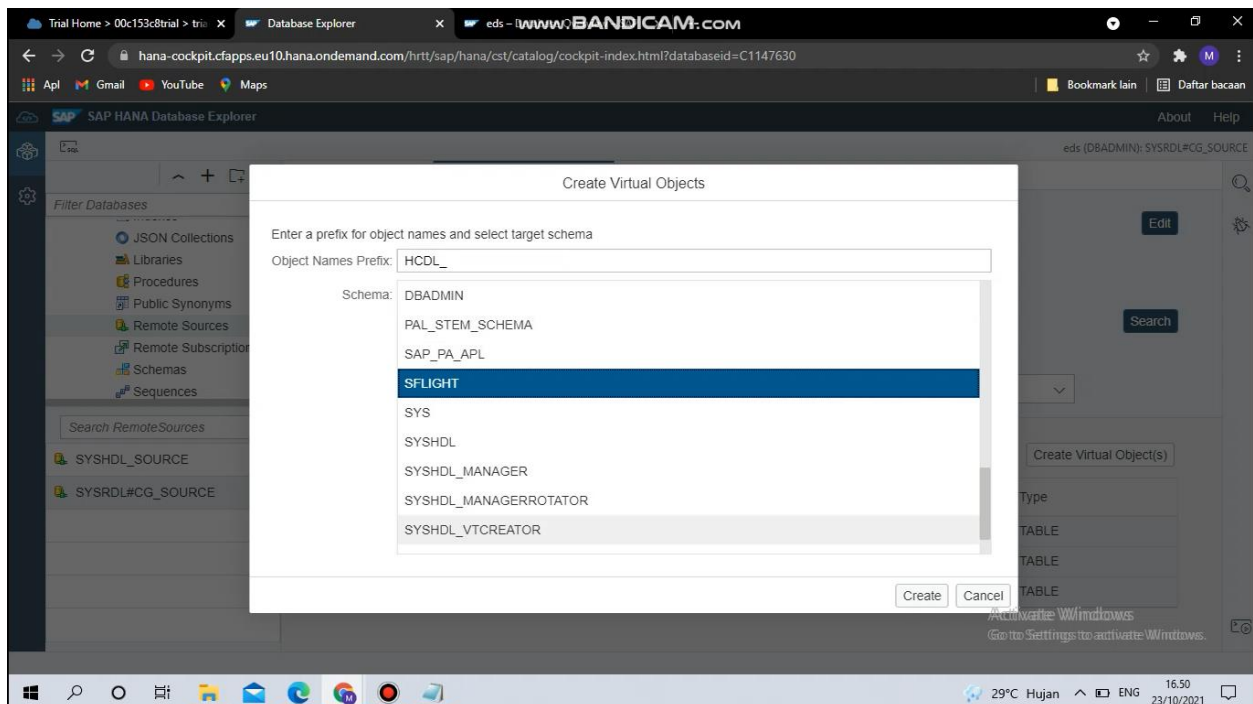 Trial Home > 00c153c8trial > tria
Database Explorer
eds –
www.BANDICAM.com
hana-cockpit.cfapps.eu10.hana.ondemand.com/hrtt/sap/hana/cst/catalog/cockpit-index.html?databaseid=C1147630
M
Apl
Gmail
YouTube
Maps
Bookmark lain
Daftar bacaan
SAP
SAP HANA Database Explorer
About
Help
eds (DBADMIN): SYSRDL#CG_SOURCE
Filter Databases
JSON Collections
Libraries
Procedures
Public Synonyms
Remote Sources
Remote Subscription
Schemas
Sequences
Search RemoteSources
SYSHDL_SOURCE
SYSRDL#CG_SOURCE
Create Virtual Objects
Enter a prefix for object names and select target schema
Object Names Prefix: HCDL_
Schema: DBADMIN
PAL_STEM_SCHEMA
SAP_PA_APL
SFLIGHT
SYS
SYSHDL
SYSHDL_MANAGER
SYSHDL_MANAGERROTATOR
SYSHDL_VTCREATOR
Create
Cancel
Edit
Search
Create Virtual Object(s)
Type
TABLE
TABLE
TABLE
Activate Windows
Go to Settings to activate Windows.
29°C Hujan
ENG
16.50
23/10/2021